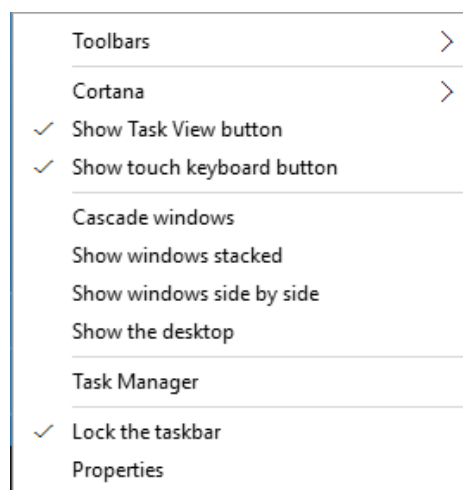 Toolbars
Cortana
Show Task View button
Show touch keyboard button
Cascade windows
Show windows stacked
Show windows side by side
Show the desktop
Task Manager
Lock the taskbar
Properties